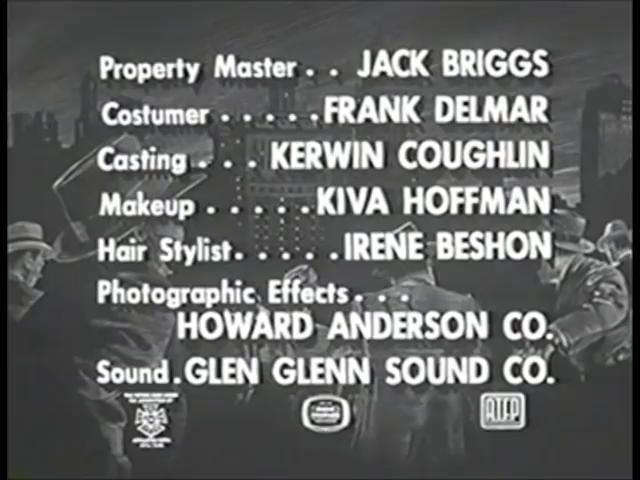 Property Master . . JACK BRIGGS
Costumer . . . . . FRANK DELMAR
Casting . . . KERWIN COUGHLIN
Makeup . . . . . KIVA HOFFMAN
Hair Stylist . . . . . IRENE BESHON
Photographic Effects . . .
HOWARD ANDERSON CO.
Sound . GLEN GLENN SOUND CO.
A.T.F.P.